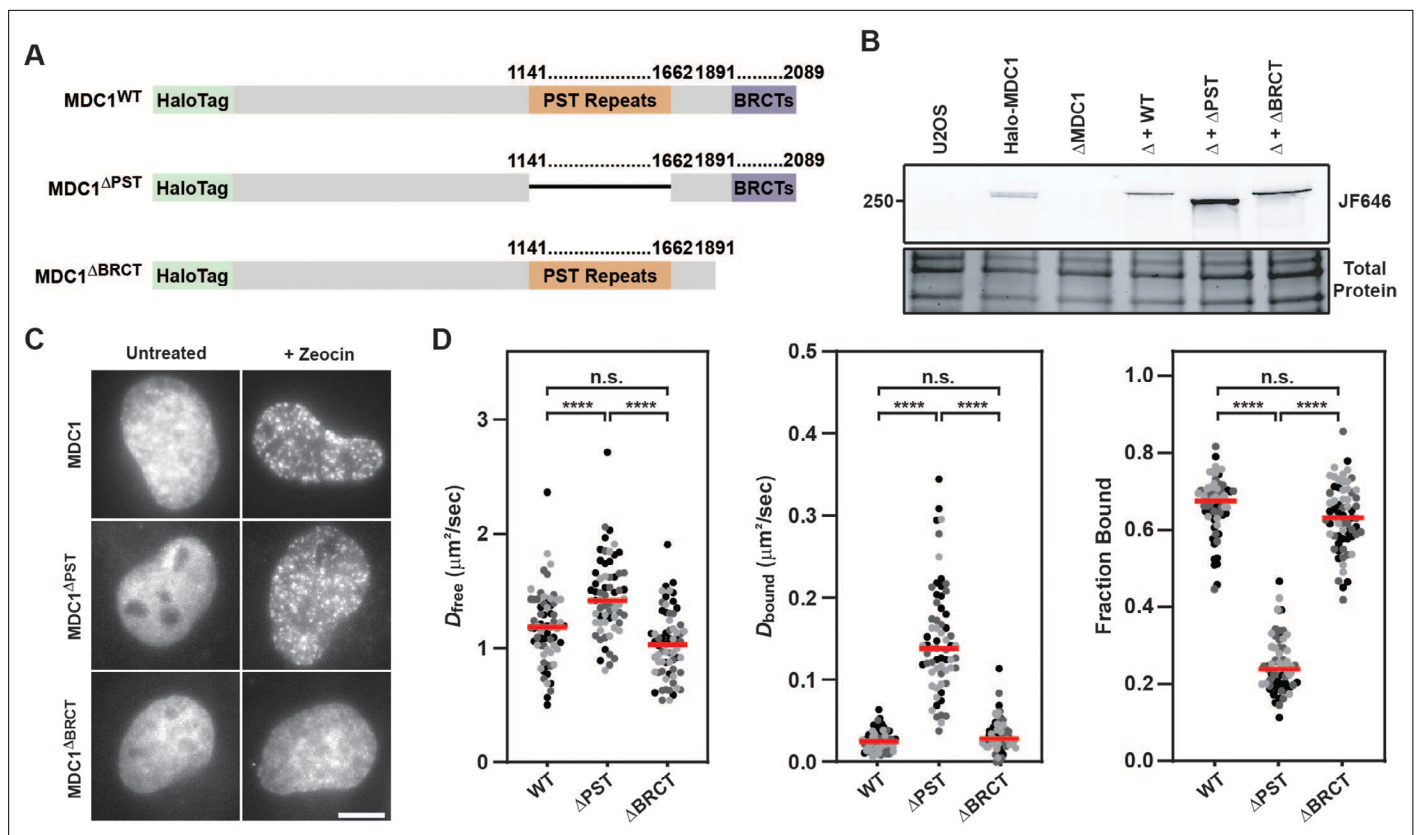 A
1141....................1662 1891.........2089
MDC1WT HaloTag PST Repeats BRCTs
1141....................1662 1891.........2089
MDC1ΔPST HaloTag BRCTs
1141....................1662 1891
MDC1ΔBRCT HaloTag PST Repeats
B
U2OS Halo-MDC1 ΔMDC1 Δ + WT Δ + ΔPST Δ + ΔBRCT
250 JF646
Total
Protein
C
Untreated + Zeocin
MDC1
MDC1ΔPST
MDC1ΔBRCT
D
Dfree (μm²/sec)
3
2
1
0
n.s.
**** ****
WT ΔPST ΔBRCT
Dbound (μm²/sec)
0.5
0.4
0.3
0.2
0.1
0.0
n.s.
**** ****
WT ΔPST ΔBRCT
Fraction Bound
1.0
0.8
0.6
0.4
0.2
0.0
n.s.
**** ****
WT ΔPST ΔBRCT